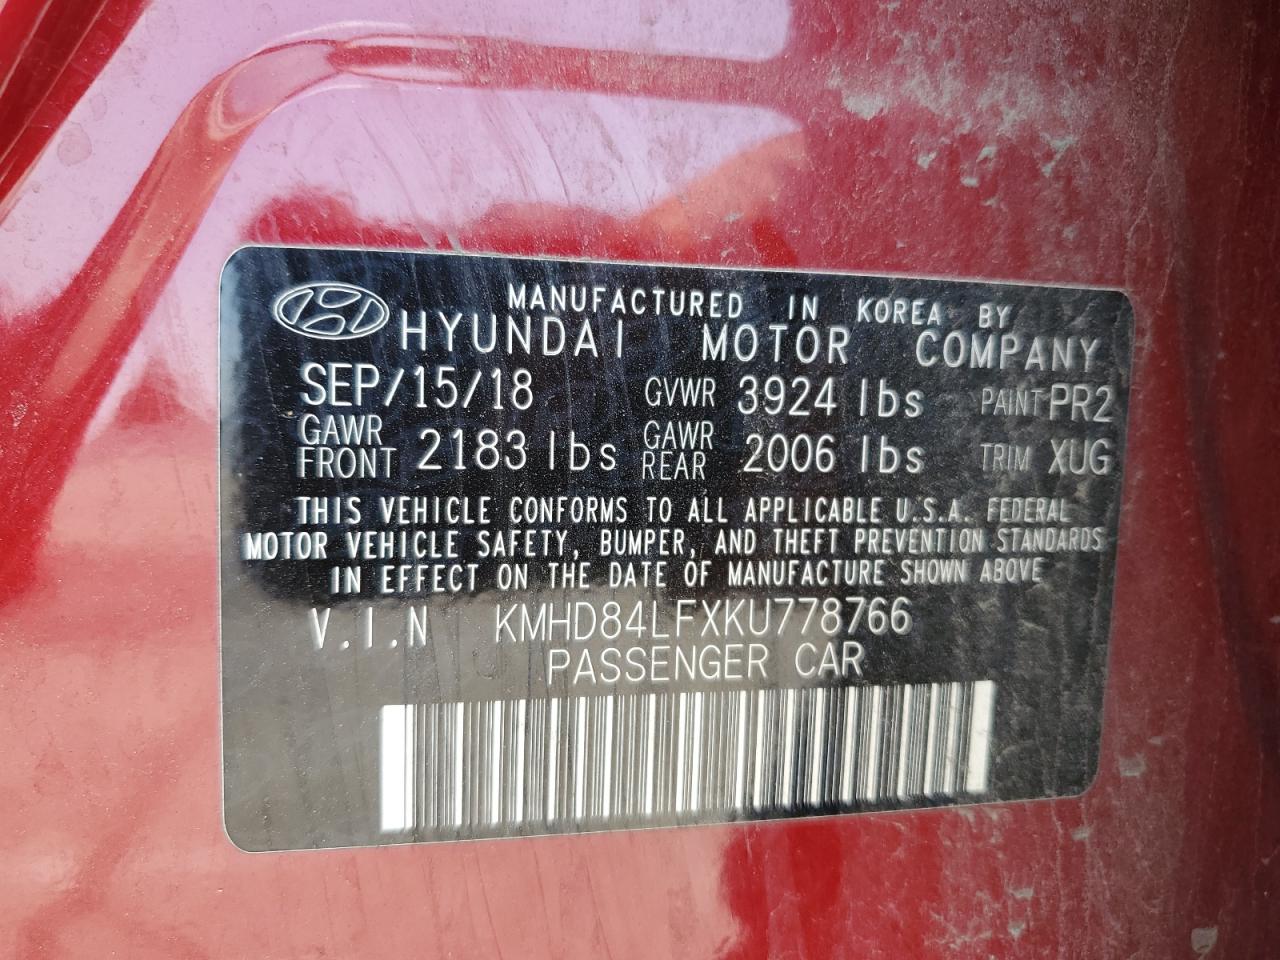 MANUFACTURED IN KOREA BY
HYUNDAI MOTOR COMPANY
SEP/15/18 GVWR 3924 lbs PAINT PR2
GAWR FRONT 2183 lbs GAWR REAR 2006 lbs TRIM XUG
THIS VEHICLE CONFORMS TO ALL APPLICABLE U.S.A. FEDERAL
MOTOR VEHICLE SAFETY, BUMPER, AND THEFT PREVENTION STANDARDS
IN EFFECT ON THE DATE OF MANUFACTURE SHOWN ABOVE
V.I.N KMHD84LFXKU778766
PASSENGER CAR